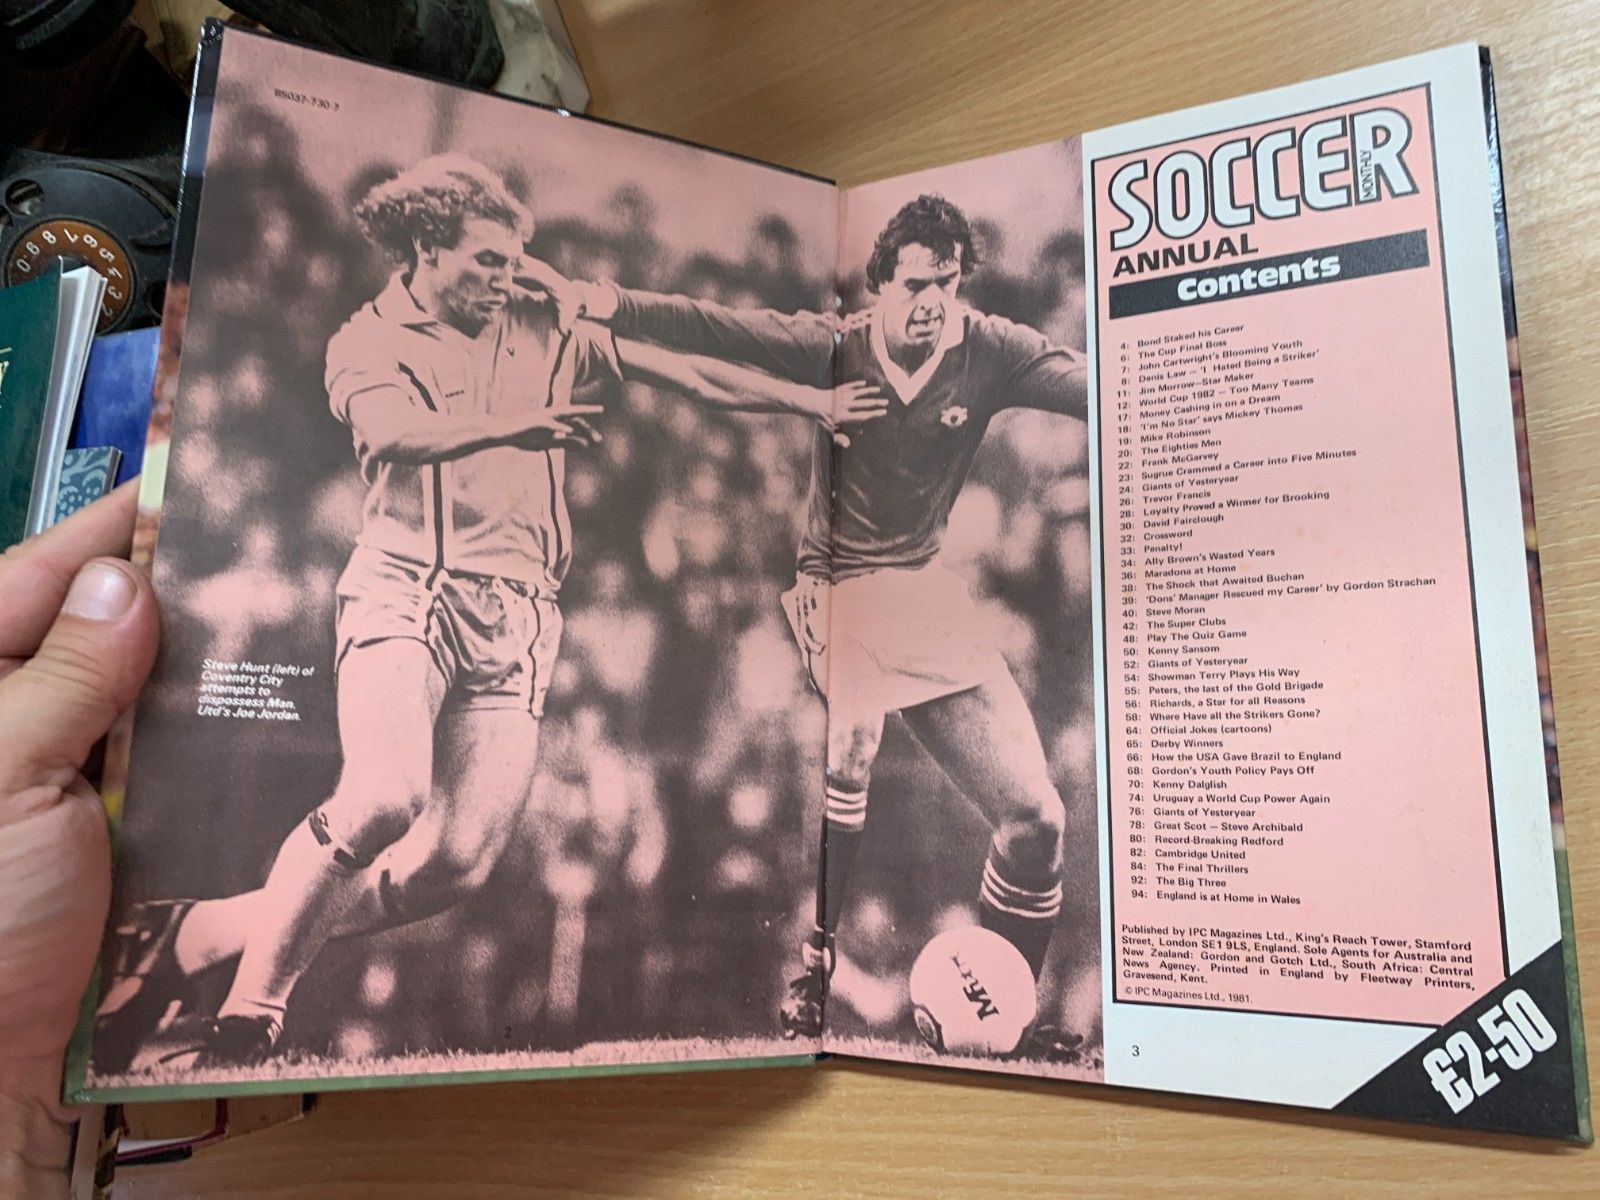 85037-730-7
Steve Hunt (left) of
Coventry City
attempts to
dispossess Man.
Utd's Joe Jordan.
2
Mitre
SOCCER
MONTHLY
ANNUAL
Contents
4: Bond Staked his Career
6: The Cup Final Boss
7: John Cartwright's Blooming Youth
8: Denis Law – 'I Hated Being a Striker'
11: Jim Morrow—Star Maker
12: World Cup 1982 – Too Many Teams
17: Money Cashing in on a Dream
18: 'I'm No Star' says Mickey Thomas
19: Mike Robinson
20: The Eighties Men
22: Frank McGarvey
23: Sugrue Crammed a Career into Five Minutes
24: Giants of Yesteryear
26: Trevor Francis
28: Loyalty Proved a Winner for Brooking
30: David Fairclough
32: Crossword
33: Penalty!
34: Ally Brown's Wasted Years
36: Maradona at Home
38: The Shock that Awaited Buchan
39: 'Dons' Manager Rescued my Career' by Gordon Strachan
40: Steve Moran
42: The Super Clubs
48: Play The Quiz Game
50: Kenny Sansom
52: Giants of Yesteryear
54: Showman Terry Plays His Way
55: Peters, the last of the Gold Brigade
56: Richards, a Star for all Reasons
58: Where Have all the Strikers Gone?
64: Official Jokes (cartoons)
65: Derby Winners
66: How the USA Gave Brazil to England
68: Gordon's Youth Policy Pays Off
70: Kenny Dalglish
74: Uruguay a World Cup Power Again
76: Giants of Yesteryear
78: Great Scot – Steve Archibald
80: Record-Breaking Redford
82: Cambridge United
84: The Final Thrillers
92: The Big Three
94: England is at Home in Wales
Published by IPC Magazines Ltd., King's Reach Tower, Stamford
Street, London SE1 9LS, England. Sole Agents for Australia and
New Zealand: Gordon and Gotch Ltd., South Africa: Central
News Agency. Printed in England by Fleetway Printers,
Gravesend, Kent.
© IPC Magazines Ltd., 1981.
3
£2·50